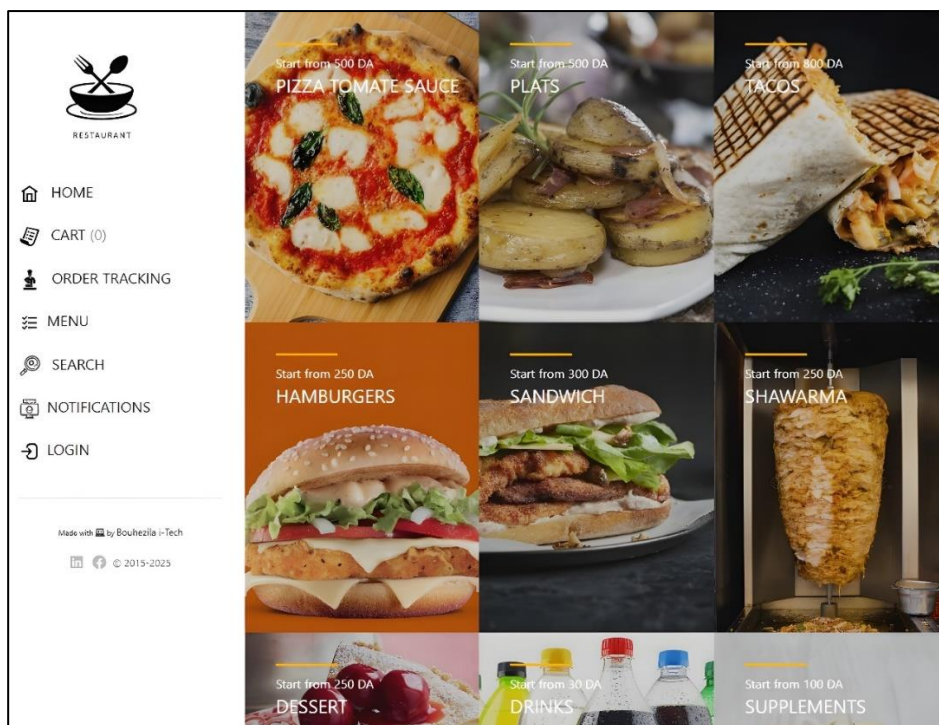 RESTAURANT
HOME
CART (0)
ORDER TRACKING
MENU
SEARCH
NOTIFICATIONS
LOGIN
Made with by Bouhezila i-Tech
© 2015-2025
Start from 500 DA
PIZZA TOMATE SAUCE
Start from 500 DA
PLATS
Start from 800 DA
TACOS
Start from 250 DA
HAMBURGERS
Start from 300 DA
SANDWICH
Start from 250 DA
SHAWARMA
Start from 250 DA
DESSERT
Start from 30 DA
DRINKS
Start from 100 DA
SUPPLEMENTS